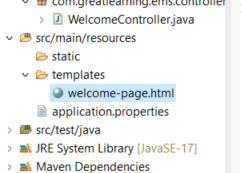 com.greatlearning.ems.controller
WelcomeController.java
src/main/resources
static
templates
welcome-page.html
application.properties
src/test/java
JRE System Library [JavaSE-17]
Maven Dependencies